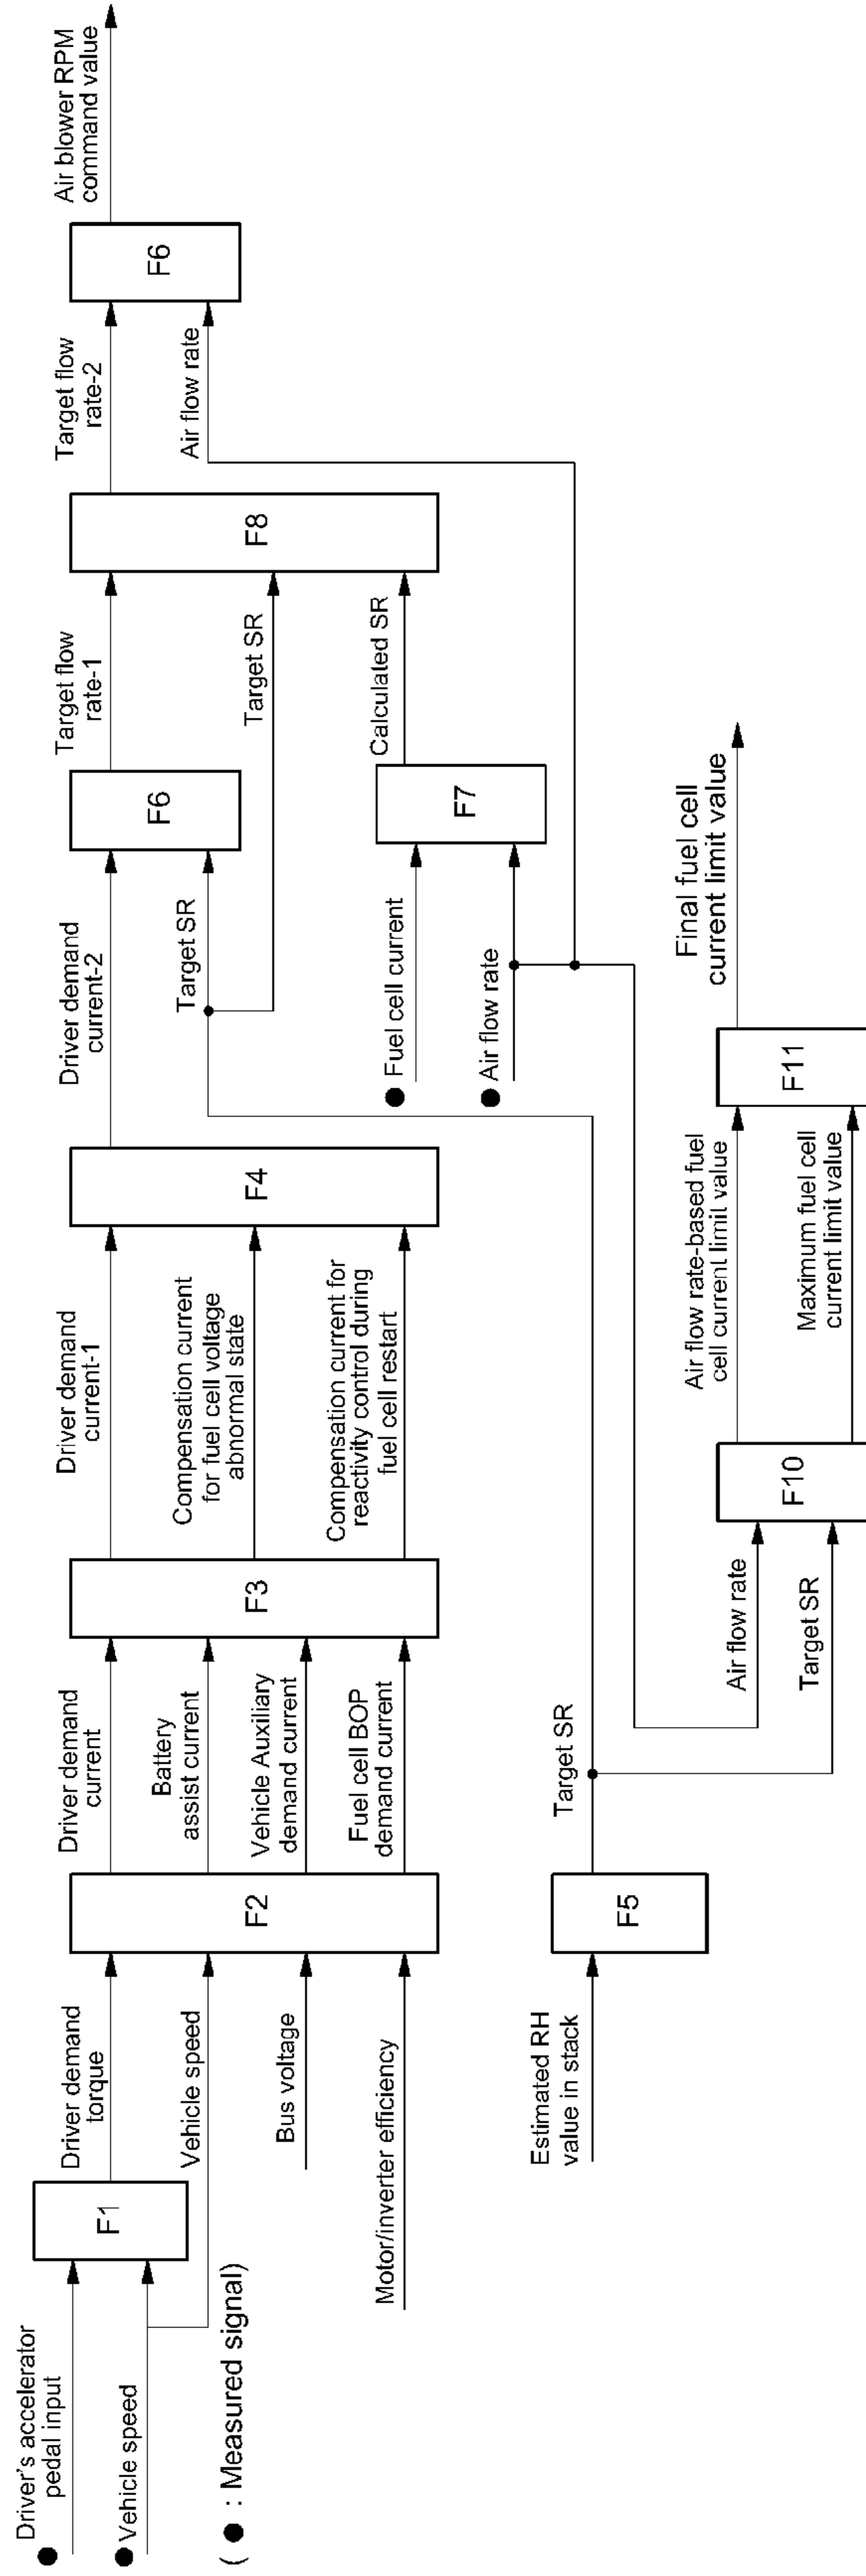 Driver's accelerator
pedal input
Vehicle speed
( ● : Measured signal)
F1
Driver demand
torque
Vehicle speed
Bus voltage
Motor/inverter efficiency
F2
Driver demand
current
Battery
assist current
Vehicle Auxiliary
demand current
Fuel cell BOP
demand current
F3
Driver demand
current-1
Compensation current
for fuel cell voltage
abnormal state
Compensation current for
reactivity control during
fuel cell restart
F4
Driver demand
current-2
Target SR
F6
Target flow
rate-1
Target SR
Fuel cell current
Air flow rate
F7
Calculated SR
F8
Target flow
rate-2
Air flow rate
F6
Air blower RPM
command value
Estimated RH
value in stack
F5
Target SR
Air flow rate
Target SR
F10
Air flow rate-based fuel
cell current limit value
Maximum fuel cell
current limit value
F11
Final fuel cell
current limit value